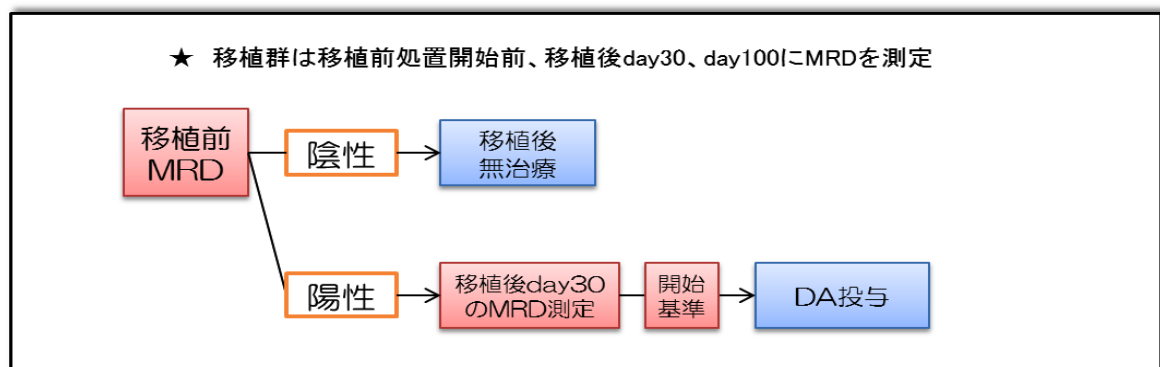 ★ 移植群は移植前処置開始前、移植後day30、day100にMRDを測定
移植前
MRD
陰性
移植後
無治療
陽性
移植後day30
のMRD測定
開始
基準
DA投与